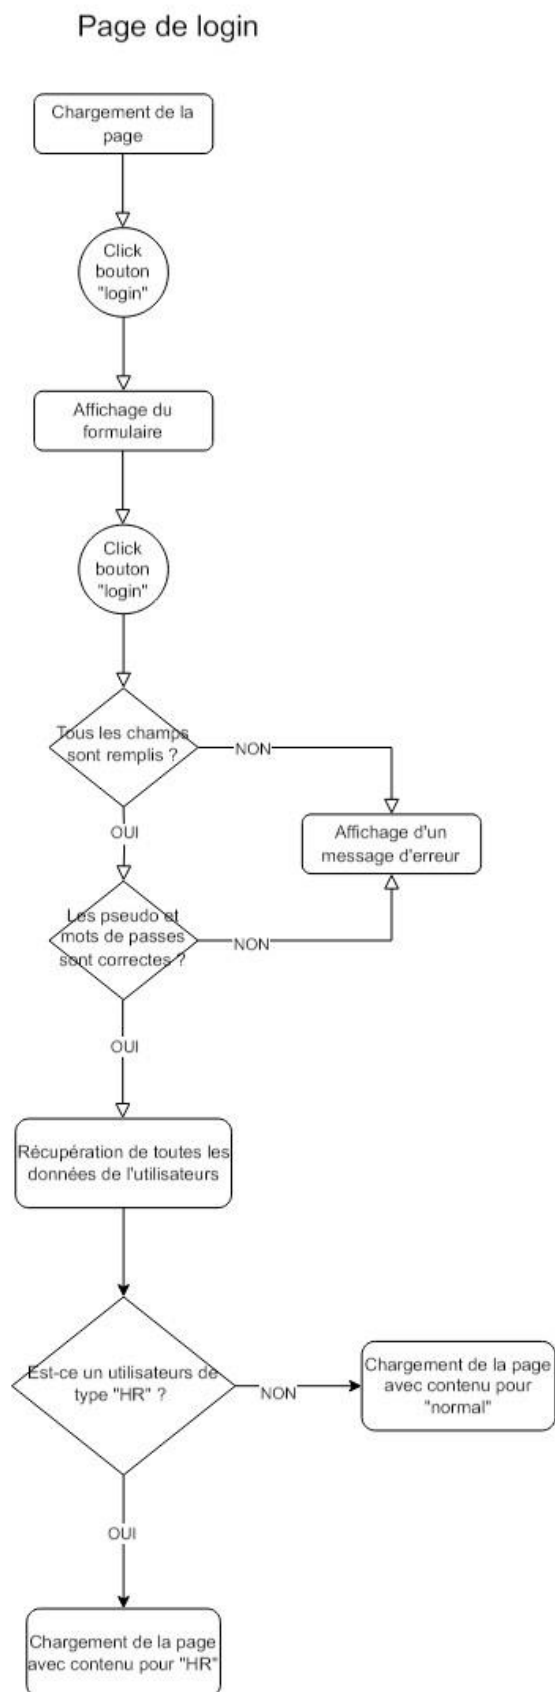 Page de login
Chargement de la
page
Click
bouton
"login"
Affichage du
formulaire
Click
bouton
"login"
Tous les champs
sont remplis ?
NON
Affichage d'un
message d'erreur
OUI
Les pseudo et
mots de passes
sont correctes ?
NON
OUI
Récupération de toutes les
données de l'utilisateurs
Est-ce un utilisateurs de
type "HR" ?
NON
Chargement de la page
avec contenu pour
"normal"
OUI
Chargement de la page
avec contenu pour "HR"